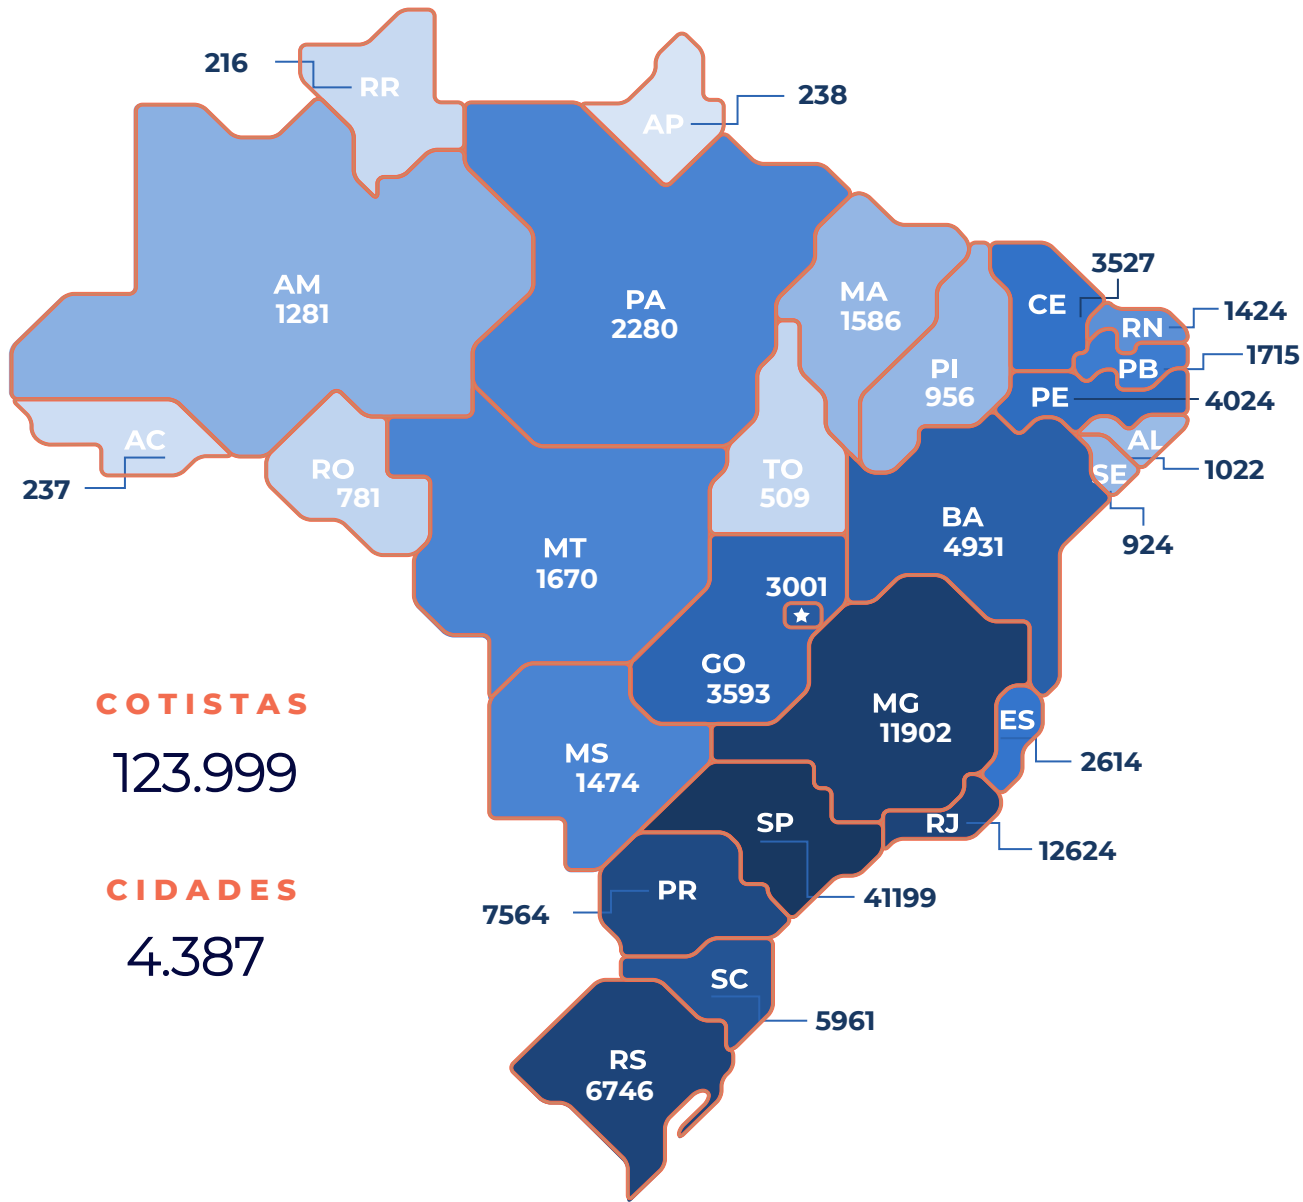 216
RR
AP
238
AM
1281
PA
2280
MA
1586
PI
956
CE
3527
RN
1424
PB
1715
PE
4024
AL
1022
SE
924
AC
237
RO
781
TO
509
BA
4931
MT
1670
3001
GO
3593
MG
11902
ES
2614
MS
1474
SP
41199
RJ
12624
PR
7564
SC
5961
RS
6746
COTISTAS
123.999
CIDADES
4.387